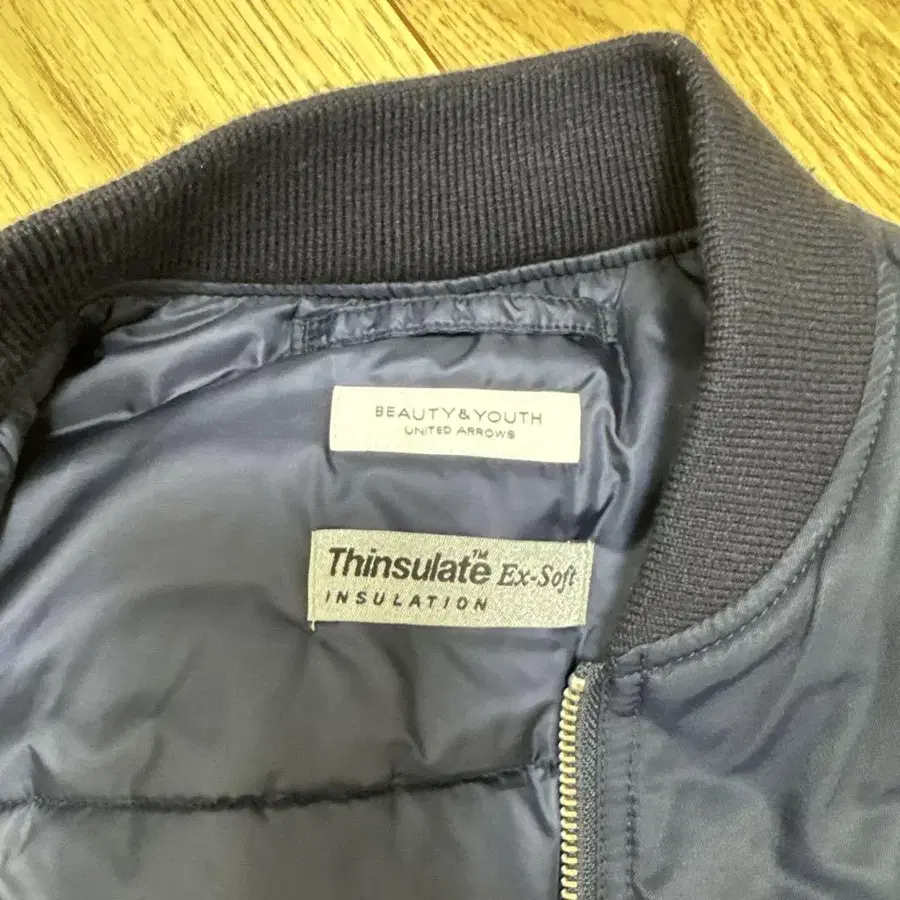 BEAUTY&YOUTH
UNITED ARROWS
Thinsulate™ Ex-Soft
INSULATION